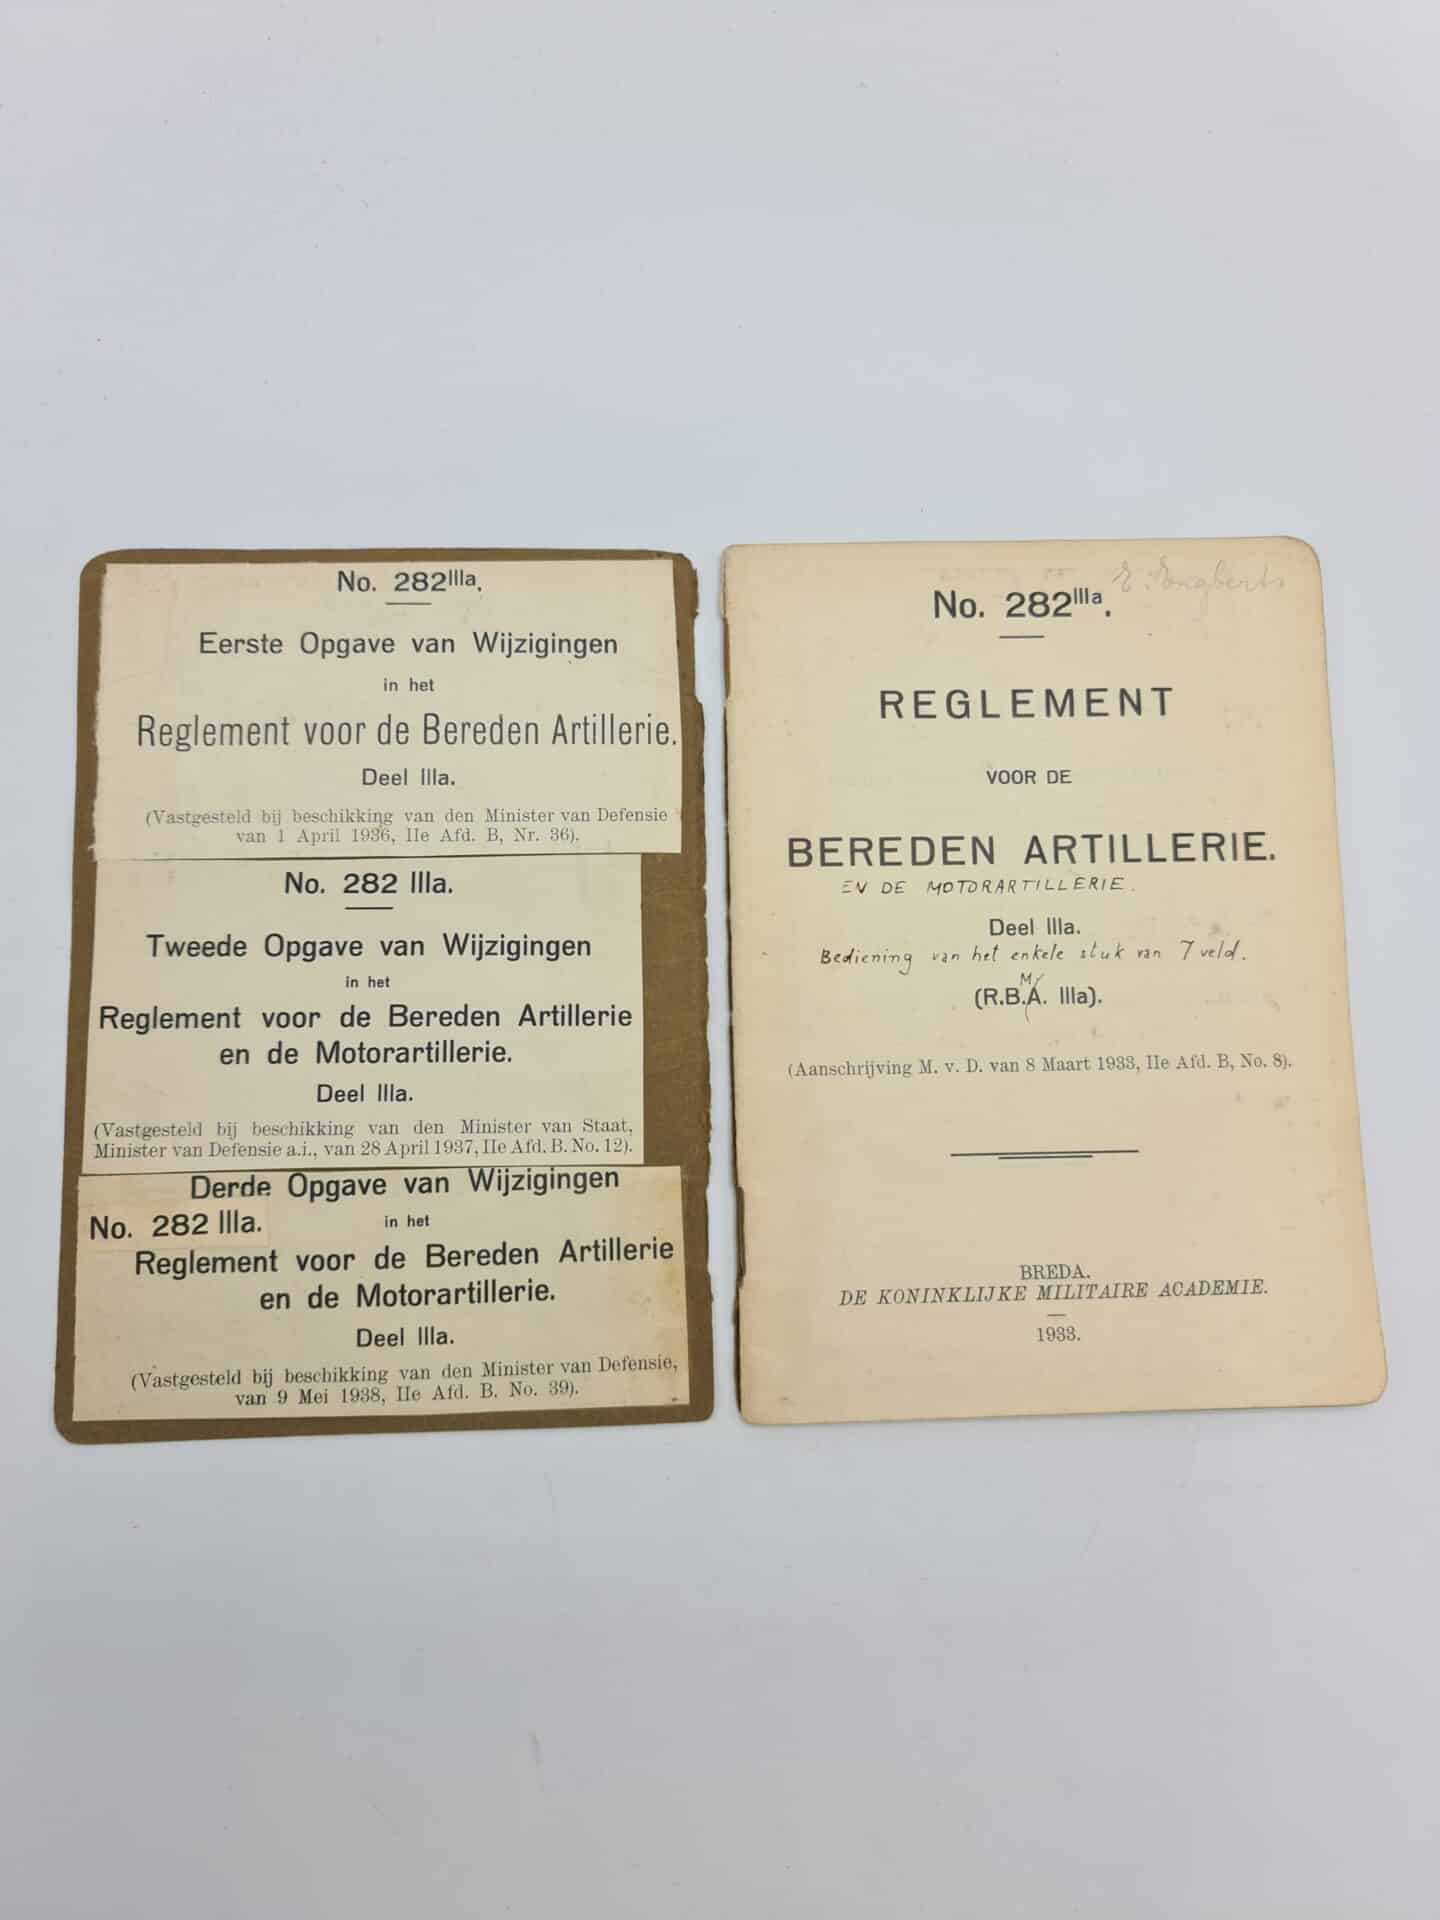 No. 282IIIa.
Eerste Opgave van Wijzigingen
in het
Reglement voor de Bereden Artillerie.
Deel IIIa.
(Vastgesteld bij beschikking van den Minister van Defensie
van 1 April 1936, IIe Afd. B, Nr. 36).
No. 282 IIIa.
Tweede Opgave van Wijzigingen
in het
Reglement voor de Bereden Artillerie
en de Motorartillerie.
Deel IIIa.
(Vastgesteld bij beschikking van den Minister van Staat,
Minister van Defensie a.i., van 28 April 1937, IIe Afd. B. No. 12).
Derde Opgave van Wijzigingen
No. 282 IIIa.
in het
Reglement voor de Bereden Artillerie
en de Motorartillerie.
Deel IIIa.
(Vastgesteld bij beschikking van den Minister van Defensie,
van 9 Mei 1938, IIe Afd. B. No. 39).
E. Engberts
No. 282IIIa.
REGLEMENT
VOOR DE
BEREDEN ARTILLERIE.
EN DE MOTORARTILLERIE.
Deel IIIa.
Bediening van het enkele stuk van 7 veld.
M
(R.B.A. IIIa).
(Aanschrijving M. v. D. van 8 Maart 1933, IIe Afd. B, No. 8).
BREDA.
DE KONINKLIJKE MILITAIRE ACADEMIE.
1933.